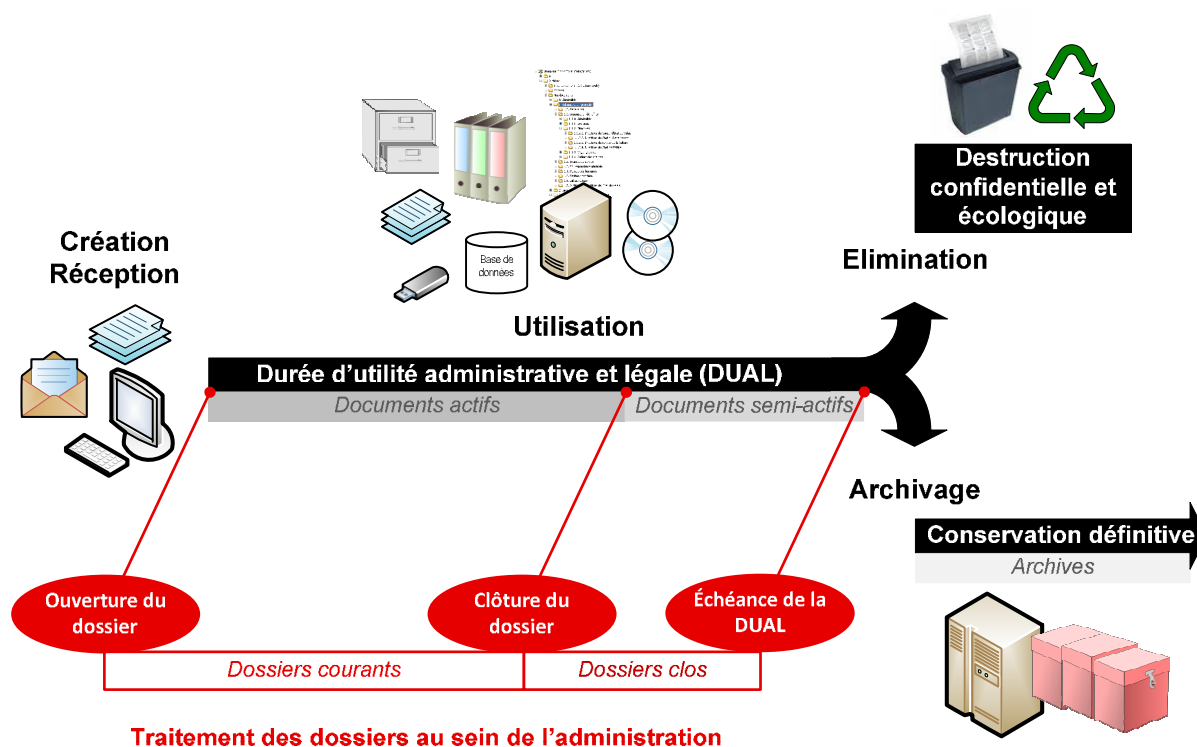 Destruction
confidentielle et
écologique
Création
Réception
Base de
données
Elimination
Utilisation
Durée d’utilité administrative et légale (DUAL)
Documents actifs
Documents semi-actifs
Archivage
Conservation définitive
Archives
Ouverture du
dossier
Clôture du
dossier
Échéance de la
DUAL
Dossiers courants
Dossiers clos
Traitement des dossiers au sein de l’administration